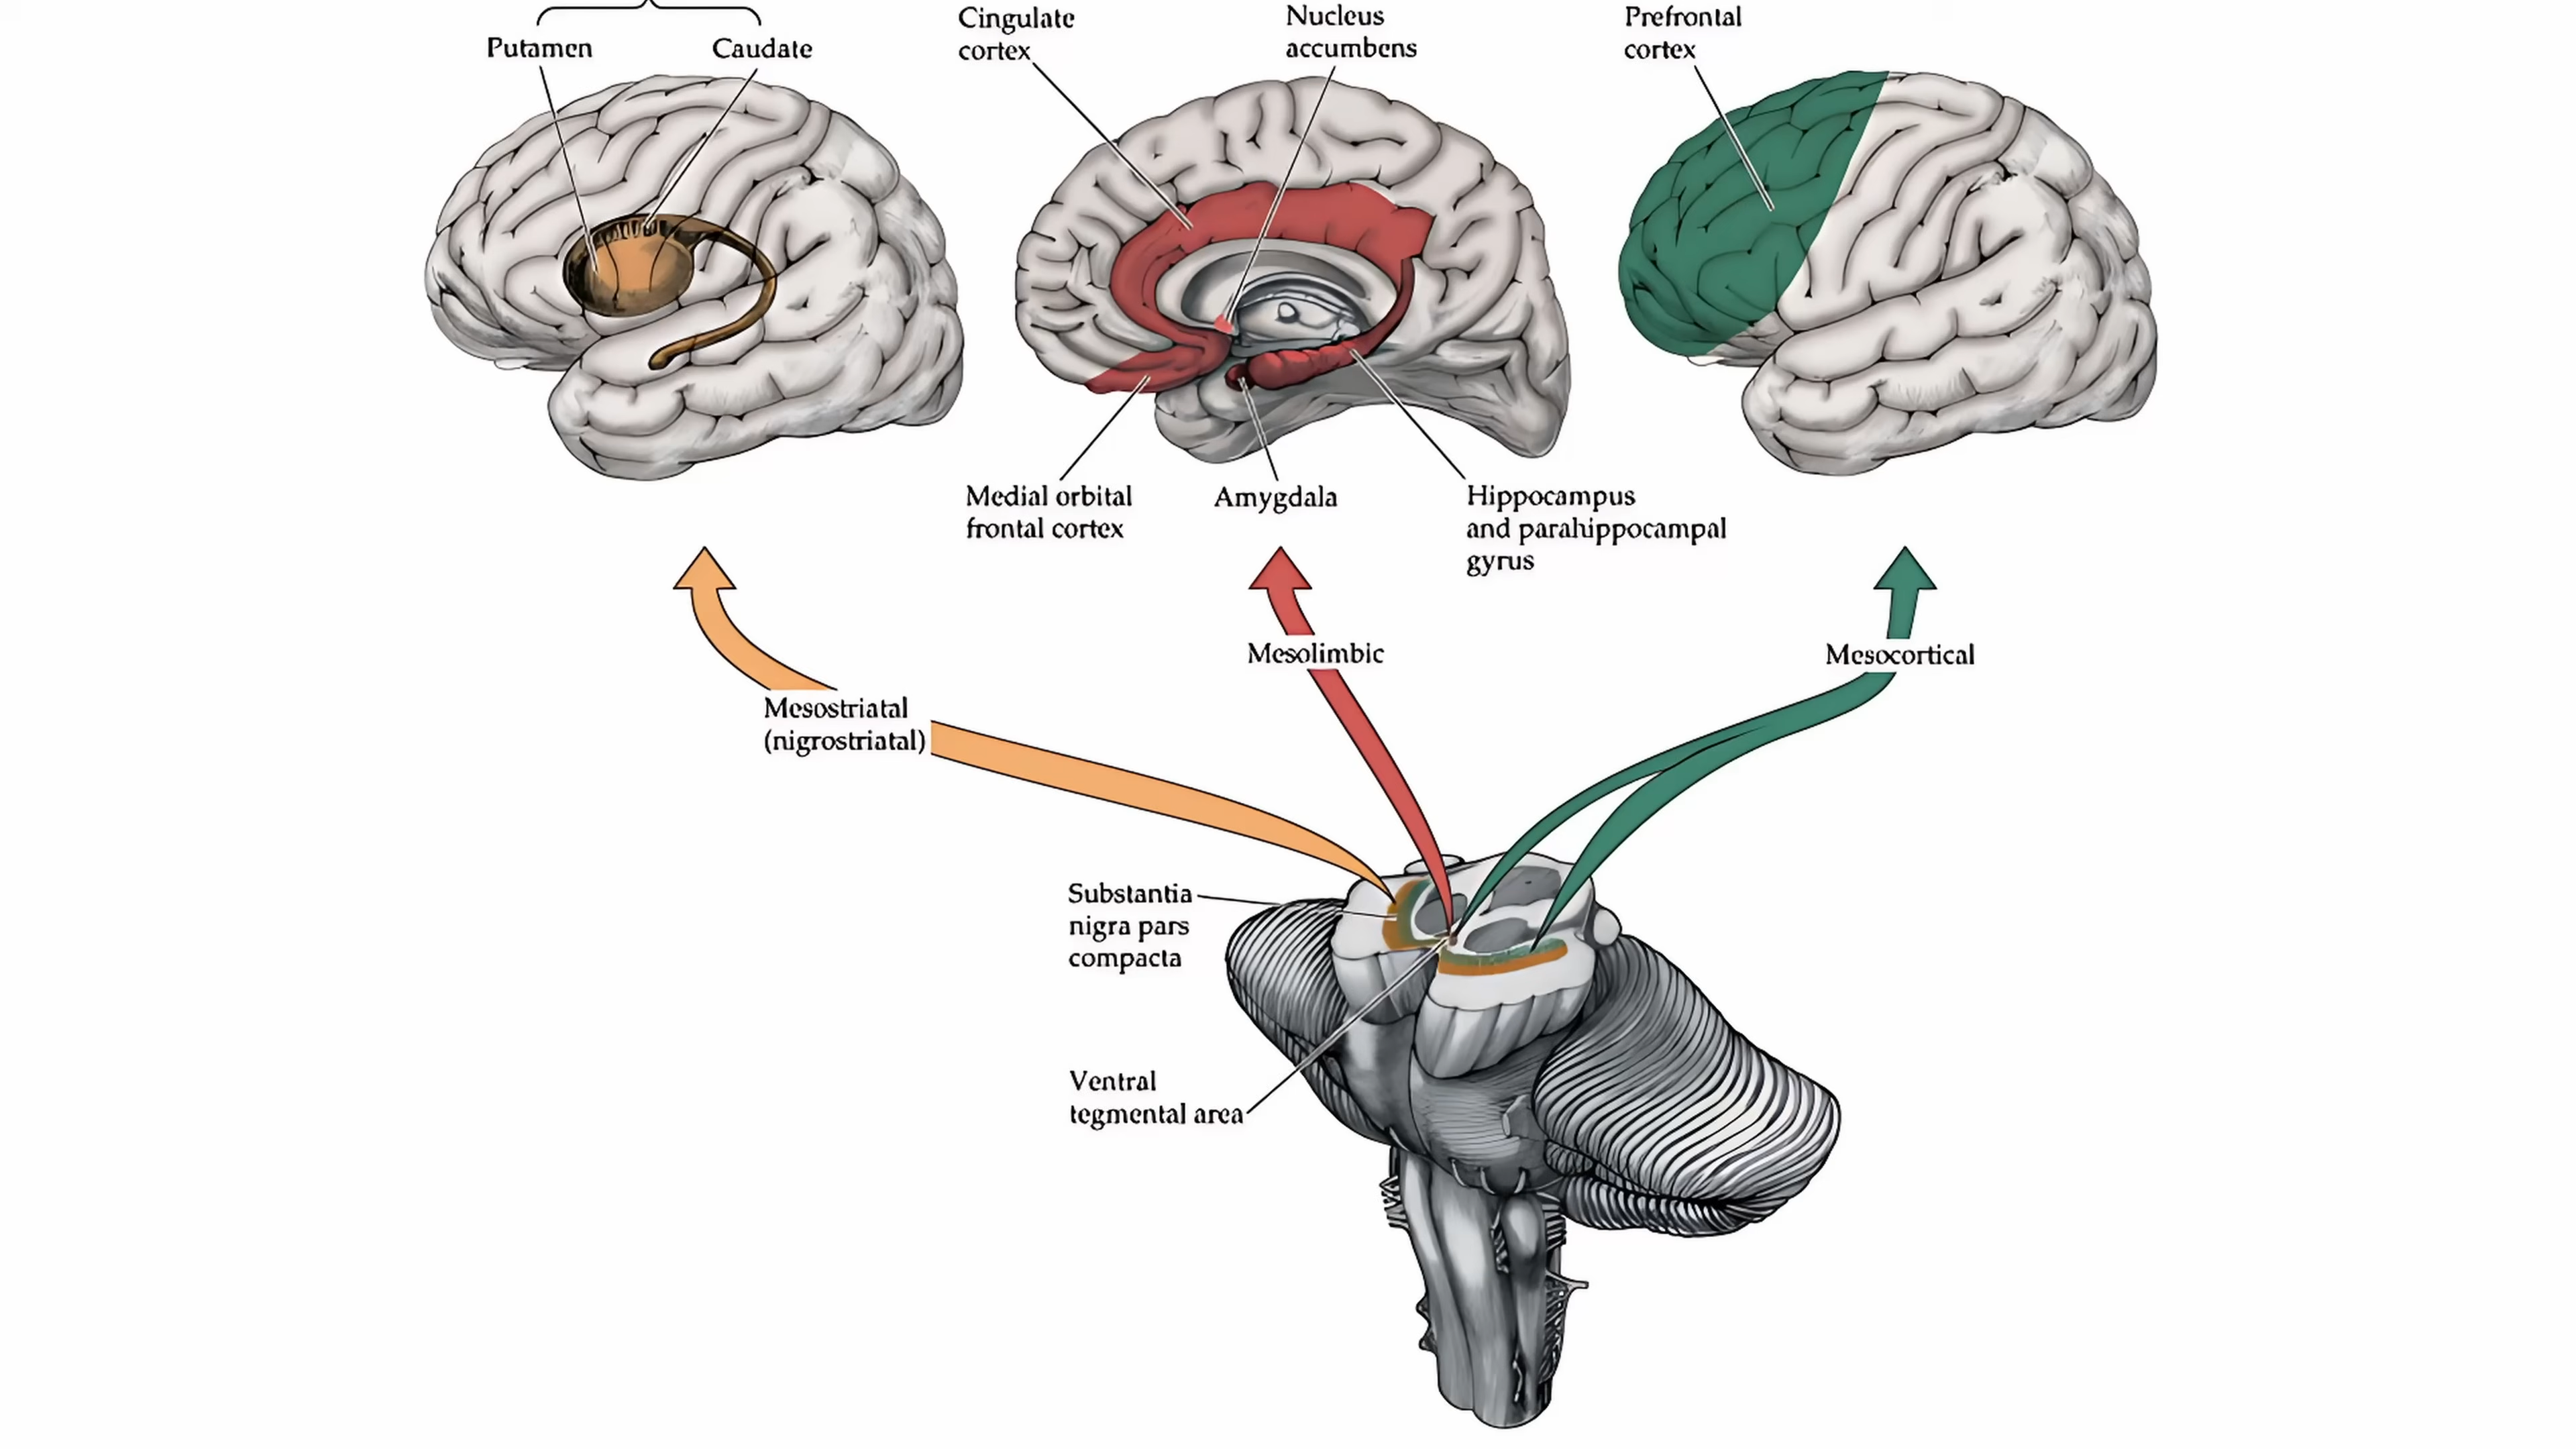 Putamen
Caudate
Cingulate
cortex
Nucleus
accumbens
Prefrontal
cortex
Medial orbital
frontal cortex
Amygdala
Hippocampus
and parahippocampal
gyrus
Mesolimbic
Mesocortical
Mesostriatal
(nigrostriatal)
Substantia
nigra pars
compacta
Ventral
tegmental area